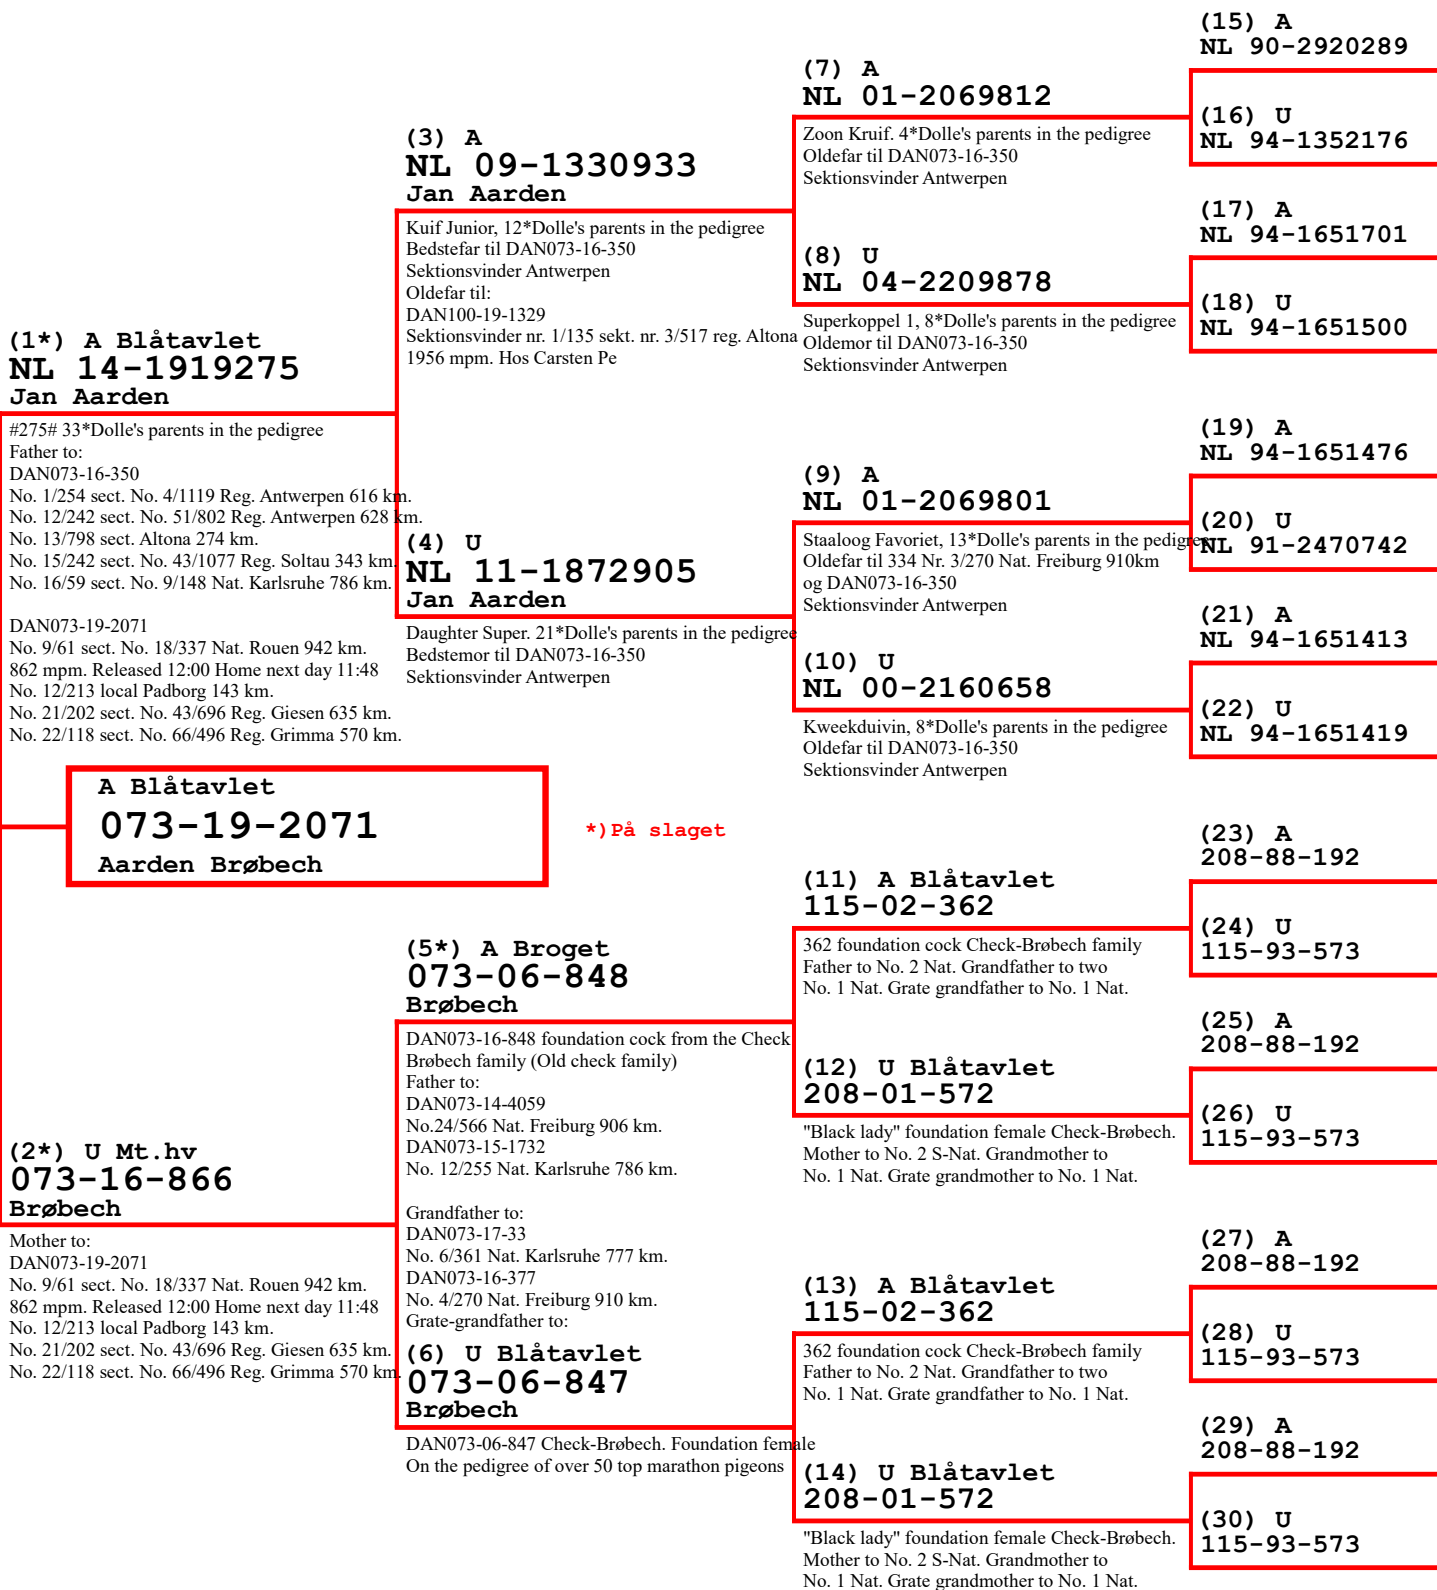 (1*) A Blåtavlet
NL 14-1919275
Jan Aarden
#275# 33*Dolle's parents in the pedigree
Father to:
DAN073-16-350
No. 1/254 sect. No. 4/1119 Reg. Antwerpen 616 km.
No. 12/242 sect. No. 51/802 Reg. Antwerpen 628 km.
No. 13/798 sect. Altona 274 km.
No. 15/242 sect. No. 43/1077 Reg. Soltau 343 km.
No. 16/59 sect. No. 9/148 Nat. Karlsruhe 786 km.
DAN073-19-2071
No. 9/61 sect. No. 18/337 Nat. Rouen 942 km.
862 mpm. Released 12:00 Home next day 11:48
No. 12/213 local Padborg 143 km.
No. 21/202 sect. No. 43/696 Reg. Giesen 635 km.
No. 22/118 sect. No. 66/496 Reg. Grimma 570 km.
A Blåtavlet
073-19-2071
Aarden Brøbech
*)På slaget
(2*) U Mt.hv
073-16-866
Brøbech
Mother to:
DAN073-19-2071
No. 9/61 sect. No. 18/337 Nat. Rouen 942 km.
862 mpm. Released 12:00 Home next day 11:48
No. 12/213 local Padborg 143 km.
No. 21/202 sect. No. 43/696 Reg. Giesen 635 km.
No. 22/118 sect. No. 66/496 Reg. Grimma 570 km.
(3) A
NL 09-1330933
Jan Aarden
Kuif Junior, 12*Dolle's parents in the pedigree
Bedstefar til DAN073-16-350
Sektionsvinder Antwerpen
Oldefar til:
DAN100-19-1329
Sektionsvinder nr. 1/135 sekt. nr. 3/517 reg. Altona
1956 mpm. Hos Carsten Pe
(4) U
NL 11-1872905
Jan Aarden
Daughter Super. 21*Dolle's parents in the pedigree
Bedstemor til DAN073-16-350
Sektionsvinder Antwerpen
(5*) A Broget
073-06-848
Brøbech
DAN073-16-848 foundation cock from the Check
Brøbech family (Old check family)
Father to:
DAN073-14-4059
No.24/566 Nat. Freiburg 906 km.
DAN073-15-1732
No. 12/255 Nat. Karlsruhe 786 km.
Grandfather to:
DAN073-17-33
No. 6/361 Nat. Karlsruhe 777 km.
DAN073-16-377
No. 4/270 Nat. Freiburg 910 km.
Grate-grandfather to:
(6) U Blåtavlet
073-06-847
Brøbech
DAN073-06-847 Check-Brøbech. Foundation female
On the pedigree of over 50 top marathon pigeons
(7) A
NL 01-2069812
Zoon Kruif. 4*Dolle's parents in the pedigree
Oldefar til DAN073-16-350
Sektionsvinder Antwerpen
(8) U
NL 04-2209878
Superkoppel 1, 8*Dolle's parents in the pedigree
Oldemor til DAN073-16-350
Sektionsvinder Antwerpen
(9) A
NL 01-2069801
Staaloog Favoriet, 13*Dolle's parents in the pedigree
Oldefar til 334 Nr. 3/270 Nat. Freiburg 910km
og DAN073-16-350
Sektionsvinder Antwerpen
(10) U
NL 00-2160658
Kweekduivin, 8*Dolle's parents in the pedigree
Oldefar til DAN073-16-350
Sektionsvinder Antwerpen
(11) A Blåtavlet
115-02-362
362 foundation cock Check-Brøbech family
Father to No. 2 Nat. Grandfather to two
No. 1 Nat. Grate grandfather to No. 1 Nat.
(12) U Blåtavlet
208-01-572
"Black lady" foundation female Check-Brøbech.
Mother to No. 2 S-Nat. Grandmother to
No. 1 Nat. Grate grandmother to No. 1 Nat.
(13) A Blåtavlet
115-02-362
362 foundation cock Check-Brøbech family
Father to No. 2 Nat. Grandfather to two
No. 1 Nat. Grate grandfather to No. 1 Nat.
(14) U Blåtavlet
208-01-572
"Black lady" foundation female Check-Brøbech.
Mother to No. 2 S-Nat. Grandmother to
No. 1 Nat. Grate grandmother to No. 1 Nat.
(15) A
NL 90-2920289
(16) U
NL 94-1352176
(17) A
NL 94-1651701
(18) U
NL 94-1651500
(19) A
NL 94-1651476
(20) U
NL 91-2470742
(21) A
NL 94-1651413
(22) U
NL 94-1651419
(23) A
208-88-192
(24) U
115-93-573
(25) A
208-88-192
(26) U
115-93-573
(27) A
208-88-192
(28) U
115-93-573
(29) A
208-88-192
(30) U
115-93-573